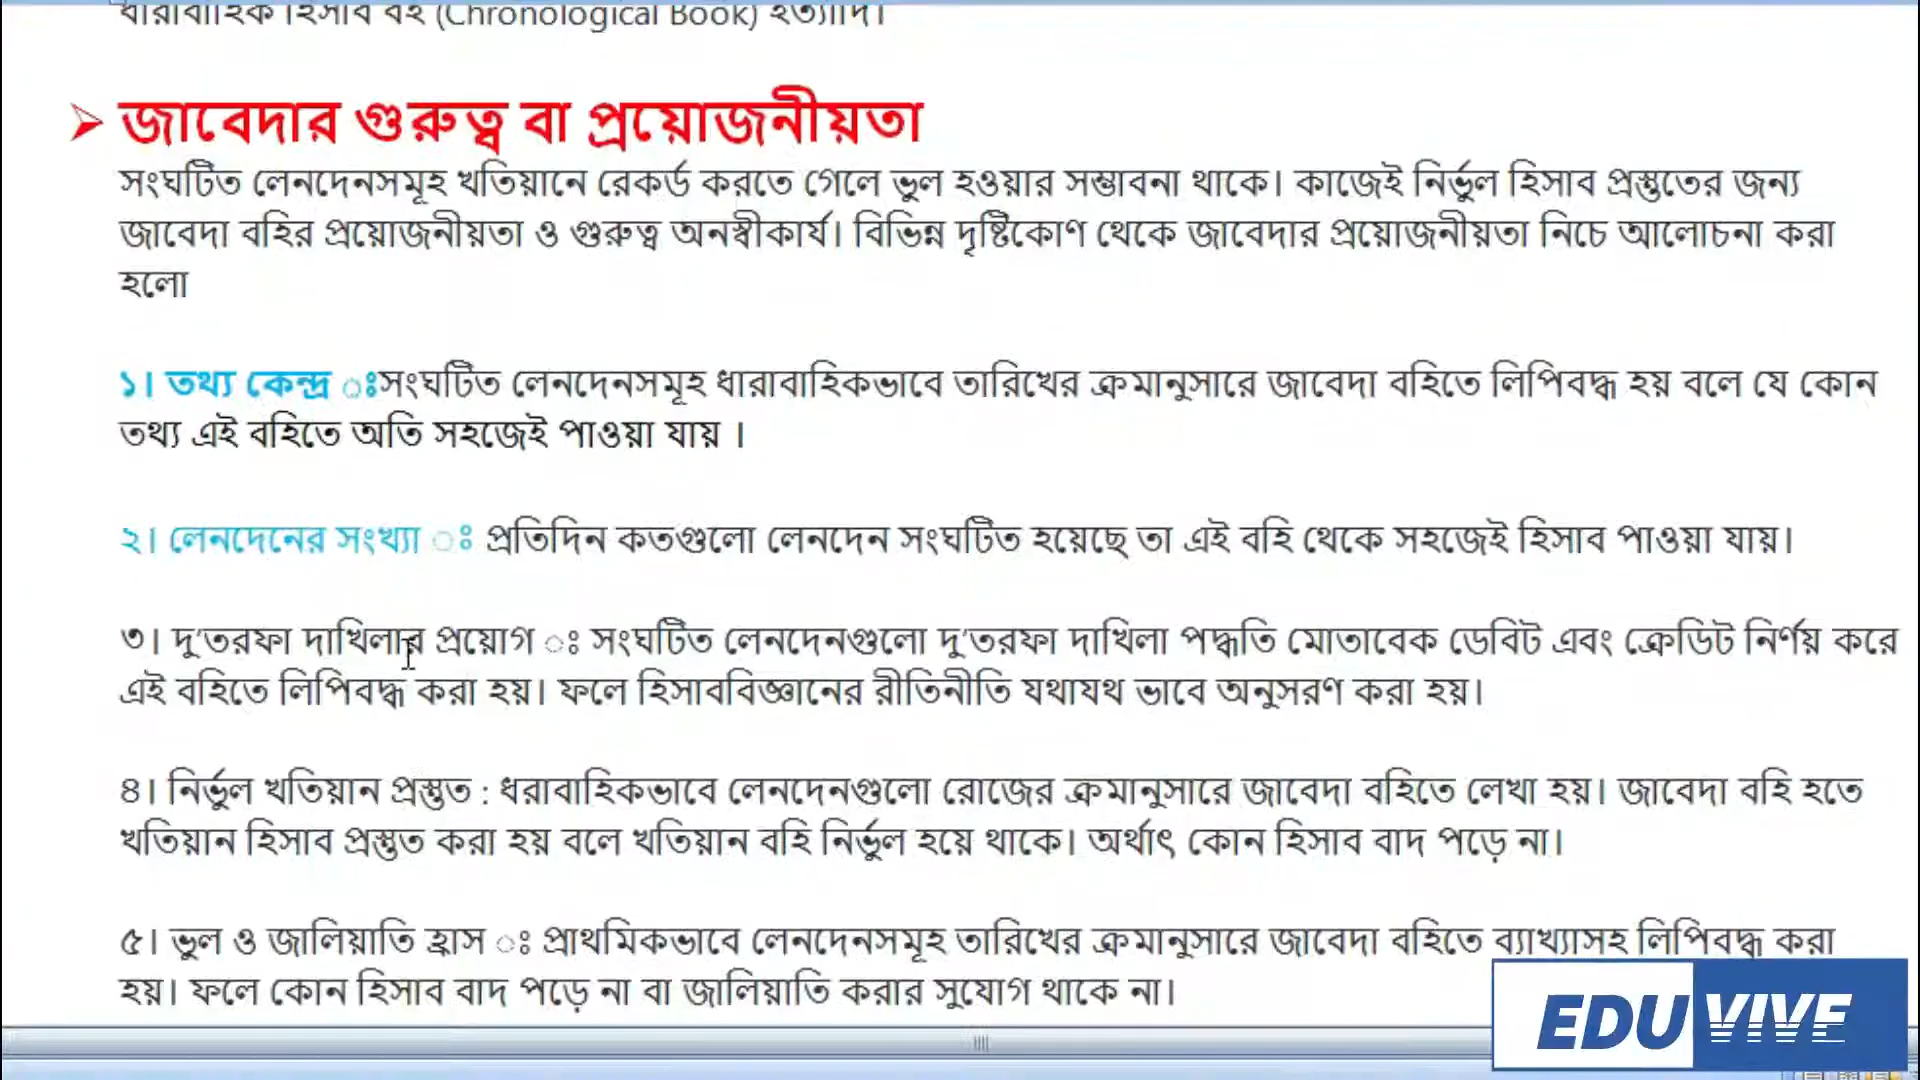 ধারাবাহিক হিসাব বই (Chronological Book) ইত্যাদি।
➢ জাবেদার গুরুত্ব বা প্রয়োজনীয়তা
সংঘটিত লেনদেনসমূহ খতিয়ানে রেকর্ড করতে গেলে ভুল হওয়ার সম্ভাবনা থাকে। কাজেই নির্ভুল হিসাব প্রস্তুতের জন্য
জাবেদা বহির প্রয়োজনীয়তা ও গুরুত্ব অনস্বীকার্য। বিভিন্ন দৃষ্টিকোণ থেকে জাবেদার প্রয়োজনীয়তা নিচে আলোচনা করা
হলো
১। তথ্য কেন্দ্র ঃসংঘটিত লেনদেনসমূহ ধারাবাহিকভাবে তারিখের ক্রমানুসারে জাবেদা বহিতে লিপিবদ্ধ হয় বলে যে কোন
তথ্য এই বহিতে অতি সহজেই পাওয়া যায় ।
২। লেনদেনের সংখ্যা ঃ প্রতিদিন কতগুলো লেনদেন সংঘটিত হয়েছে তা এই বহি থেকে সহজেই হিসাব পাওয়া যায়।
৩। দু’তরফা দাখিলার প্রয়োগ ঃ সংঘটিত লেনদেনগুলো দু’তরফা দাখিলা পদ্ধতি মোতাবেক ডেবিট এবং ক্রেডিট নির্ণয় করে
এই বহিতে লিপিবদ্ধ করা হয়। ফলে হিসাববিজ্ঞানের রীতিনীতি যথাযথ ভাবে অনুসরণ করা হয়।
৪। নির্ভুল খতিয়ান প্রস্তুত : ধরাবাহিকভাবে লেনদেনগুলো রোজের ক্রমানুসারে জাবেদা বহিতে লেখা হয়। জাবেদা বহি হতে
খতিয়ান হিসাব প্রস্তুত করা হয় বলে খতিয়ান বহি নির্ভুল হয়ে থাকে। অর্থাৎ কোন হিসাব বাদ পড়ে না।
৫। ভুল ও জালিয়াতি হ্রাস ঃ প্রাথমিকভাবে লেনদেনসমূহ তারিখের ক্রমানুসারে জাবেদা বহিতে ব্যাখ্যাসহ লিপিবদ্ধ করা
হয়। ফলে কোন হিসাব বাদ পড়ে না বা জালিয়াতি করার সুযোগ থাকে না।
EDUVIVE